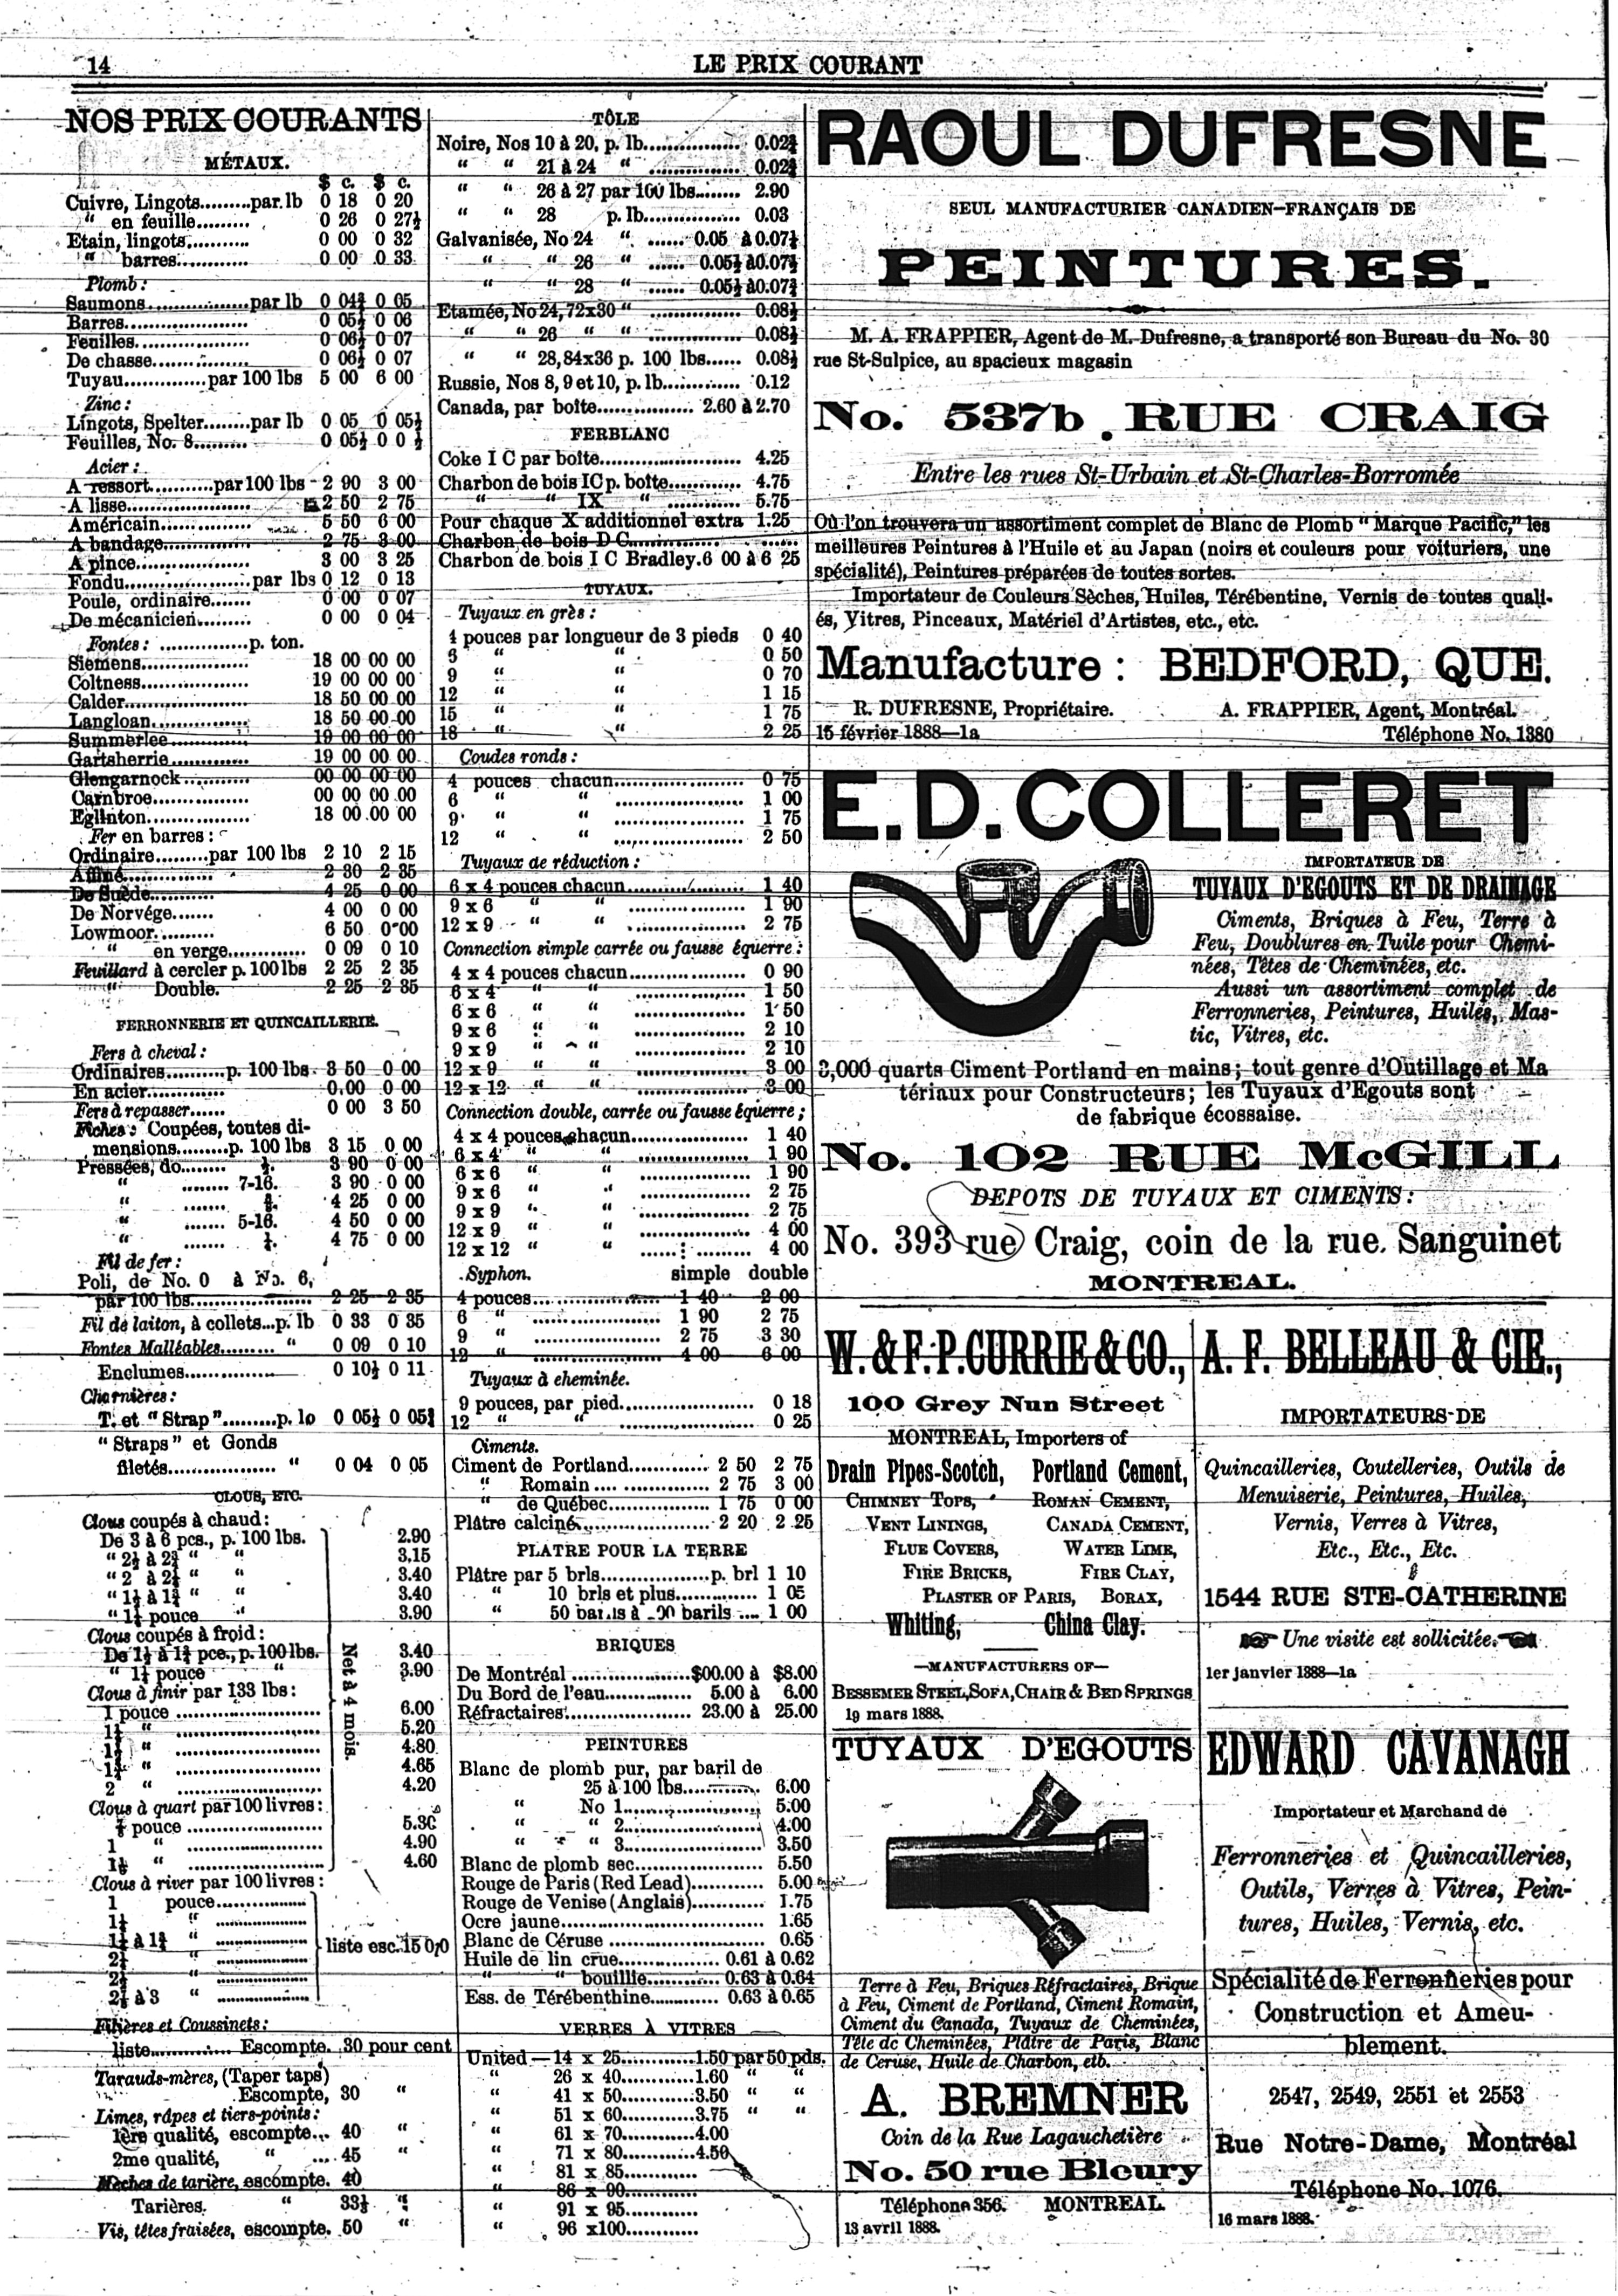 14
LE PRIX COURANT
NOS PRIX COURANTS
MÉTAUX.
$ c. $ c.
Cuivre, Lingots.........par lb 0 18 0 20
" en feuille......... 0 26 0 27½
Etain, lingots........... 0 00 0 32
" barres............ 0 00 0 33
Plomb :
Saumons..................par lb 0 04½ 0 05
Barres..................... 0 05½ 0 06
Feuilles.................... 0 06½ 0 07
De chasse.................. 0 06½ 0 07
Tuyau..............par 100 lbs 5 00 6 00
Zinc :
Lingots, Spelter........par lb 0 05 0 05½
Feuilles, No. 8......... 0 05½
Acier :
A ressort..........par 100 lbs 2 90 3 00
A lisse..................... 2 50 2 75
Américain................. 5 50 6 00
A bandage.................. 2 75 3 00
A pince..................... 3 00 3 25
Fondu.....................par lbs 0 12 0 13
Poule, ordinaire....... 0 00 0 07
De mécanicien......... 0 00 0 04
Fontes : ................p. ton.
Siemens..................... 18 00 00 00
Coltness.................... 19 00 00 00
Calder....................... 18 50 00 00
Langloan................... 18 50 00 00
Summerlee................ 19 00 00 00
Gartsherrie............... 19 00 00 00
Glengarnock............. 00 00 00 00
Carnbroe................... 00 00 00 00
Eglinton.................... 18 00 00 00
Fer en barres :
Ordinaire.........par 100 lbs 2 10 2 15
Affiné........................ 2 80 2 85
De Suède.................. 4 25 0 00
De Norvége....... 4 00 0 00
Lowmoor.......... 6 50 0 00
" en verge............. 0 09 0 10
Feuillard à cercler p. 100 lbs 2 25 2 35
" Double. 2 25 2 35
FERRONNERIE ET QUINCAILLERIE.
Fers à cheval :
Ordinaires..........p. 100 lbs. 3 50 0 00
En acier............. 0.00 0 00
Fers à repasser...... 0 00 3 50
Fiches : Coupées, toutes di-
mensions.........p. 100 lbs 3 15 0 00
Pressées, do........ 3 90 0 00
" ........ 7-16. 3 90 0 00
" ....... 4 25 0 00
" ....... 5-16. 4 50 0 00
" ....... ¼. 4 75 0 00
Fil de fer :
Poli, de No. 0 à No. 6,
par 100 lbs..................... 2 25 2 35
Fil de laiton, à collets...p. lb 0 33 0 35
Fontes Malléables......... " 0 09 0 10
Enclumes............... 0 10½ 0 11
Charnières :
T. et "Strap".........p. lb 0 05½
"Straps" et Gonds
filetés.................. " 0 04 0 05
CLOUS, ETC.
Clous coupés à chaud :
De 3 à 6 pcs., p. 100 lbs. 2.90
" 2½ à 2¾ " " 3.15
" 2 à 2¼ " " 3.40
" 1½ à 1¾ " " 3.40
" 1¼ pouce " 3.90
Clous coupés à froid :
De 1½ à 1¾ pce., p. 100 lbs. 3.40
" 1¼ pouce " 3.90
Clous à finir par 133 lbs :
1 pouce ......................... 6.00
" ......................... 5.20
" ......................... 4.80
" ......................... 4.65
2 " ......................... 4.20
Net à 4 mois.
Clous à quart par 100 livres :
pouce ....................... 5.30
1 " ....................... 4.90
" ....................... 4.60
Clous à river par 100 livres :
1 pouce................
" ................
" ................
" ................
" ................
2½ à 3 " ................
liste esc. 15 0/0
Filières et Coussinets :
liste............. Escompte. 30 pour cent
Tarauds-mères, (Taper taps)
Escompte, 30 "
Limes, râpes et tiers-points :
1ère qualité, escompte... 40 "
2me qualité, " ... 45 "
Mèches de tarière, escompte. 40
Tarières. " 33⅓ "
Vis, têtes fraisées, escompte. 50 "
TÔLE
Noire, Nos 10 à 20, p. lb................ 0.02¾
" " 21 à 24 " ................ 0.02¾
" " 26 à 27 par 100 lbs....... 2.90
" " 28 p. lb................ 0.03
Galvanisée, No 24 " ...... 0.05 à 0.07½
" " 26 " ...... 0.05½ à 0.07½
" " 28 " ...... 0.05½ à 0.07¾
Etamée, No 24, 72x30 " ............... 0.08½
" " 26 " " ............... 0.08½
" " 28, 84x36 p. 100 lbs...... 0.08½
Russie, Nos 8, 9 et 10, p. lb............. 0.12
Canada, par boîte................ 2.60 à 2.70
FERBLANC
Coke I C par boîte........................ 4.25
Charbon de bois IC p. boîte............ 4.75
" " IX " ............ 5.75
Pour chaque X additionnel extra 1.25
Charbon de bois D C................
Charbon de bois I C Bradley.6 00 à 6 25
TUYAUX.
Tuyaux en grès :
4 pouces par longueur de 3 pieds 0 40
6 " " 0 50
9 " " 0 70
12 " " 1 15
15 " " 1 75
18 " " 2 25
Coudes ronds :
4 pouces chacun...................... 0 75
6 " " ...................... 1 00
9 " " ...................... 1 75
12 " " ...................... 2 50
Tuyaux de réduction :
6 x 4 pouces chacun.................... 1 40
9 x 6 " " .................... 1 90
12 x 9 " " .................... 2 75
Connection simple carrée ou fausse équerre :
4 x 4 pouces chacun.................... 0 90
6 x 4 " " .................... 1 50
6 x 6 " " .................... 1 50
9 x 6 " " .................... 2 10
9 x 9 " " .................... 2 10
12 x 9 " " .................... 3 00
12 x 12 " " .................... 3 00
Connection double, carrée ou fausse équerre ;
4 x 4 pouces chacun.................... 1 40
6 x 4 " " .................... 1 90
6 x 6 " " .................... 1 90
9 x 6 " " .................... 2 75
9 x 9 " " .................... 2 75
12 x 9 " " .................... 4 00
12 x 12 " " .................... 4 00
Syphon. simple double
4 pouces...................... 1 40 2 00
6 " ...................... 1 90 2 75
9 " ...................... 2 75 3 30
12 " ...................... 4 00 6 00
Tuyaux à cheminée.
9 pouces, par pied...................... 0 18
12 " " ...................... 0 25
Ciments.
Ciment de Portland............. 2 50 2 75
" Romain .... ............. 2 75 3 00
" de Québec................ 1 75 0 00
Plâtre calciné..................... 2 20 2 25
PLATRE POUR LA TERRE
Plâtre par 5 brls...................p. brl 1 10
" 10 brls et plus............... 1 05
" 50 barils à barils .... 1 00
BRIQUES
De Montréal .....................$00.00 à $8.00
Du Bord de l'eau............... 5.00 à 6.00
Réfractaires...................... 23.00 à 25.00
PEINTURES
Blanc de plomb pur, par baril de
25 à 100 lbs............. 6.00
" No 1....................... 5.00
" " 2....................... 4.00
" " 3....................... 3.50
Blanc de plomb sec...................... 5.50
Rouge de Paris (Red Lead)............. 5.00
Rouge de Venise (Anglais)............. 1.75
Ocre jaune.................................. 1.65
Blanc de Céruse ......................... 0.65
Huile de lin crue................. 0.61 à 0.62
" " bouillie............ 0.63 à 0.64
Ess. de Térébenthine............ 0.63 à 0.65
VERRES À VITRES
United—14 x 25............1.50 par 50 pds.
" 26 x 40............1.60 " "
" 41 x 50............3.50 " "
" 51 x 60............3.75 " "
" 61 x 70............4.00
" 71 x 80............4.50
" 81 x 85............
" 86 x 90............
" 91 x 95............
" 96 x100............
RAOUL DUFRESNE
SEUL MANUFACTURIER CANADIEN-FRANÇAIS DE
PEINTURES.
M. A. FRAPPIER, Agent de M. Dufresne, a transporté son Bureau du No. 30
rue St-Sulpice, au spacieux magasin
No. 537b RUE CRAIG
Entre les rues St-Urbain et St-Charles-Borromée
Où l'on trouvera un assortiment complet de Blanc de Plomb "Marque Pacific," les
meilleures Peintures à l'Huile et au Japan (noirs et couleurs pour voituriers, une
spécialité), Peintures préparées de toutes sortes.
Importateur de Couleurs Sèches, Huiles, Térébentine, Vernis de toutes quali-
és, Vitres, Pinceaux, Matériel d'Artistes, etc., etc.
Manufacture : BEDFORD, QUE.
R. DUFRESNE, Propriétaire. A. FRAPPIER, Agent, Montréal.
15 février 1888—1a Téléphone No. 1380
E. D. COLLERET
IMPORTATEUR DE
TUYAUX D'EGOUTS ET DE DRAINAGE
Ciments, Briques à Feu, Terre à
Feu, Doublures en Tuile pour Chemi-
nées, Têtes de Cheminées, etc.
Aussi un assortiment complet de
Ferronneries, Peintures, Huiles, Mas-
tic, Vitres, etc.
3,000 quarts Ciment Portland en mains ; tout genre d'Outillage et Ma
tériaux pour Constructeurs ; les Tuyaux d'Egouts sont
de fabrique écossaise.
No. 102 RUE McGILL
DEPOTS DE TUYAUX ET CIMENTS :
No. 393 rue Craig, coin de la rue Sanguinet
MONTREAL.
W. & F. P. CURRIE & CO.,
100 Grey Nun Street
MONTREAL, Importers of
Drain Pipes-Scotch, Portland Cement,
CHIMNEY TOPS, ROMAN CEMENT,
VENT LININGS, CANADA CEMENT,
FLUE COVERS, WATER LIME,
FIRE BRICKS, FIRE CLAY,
PLASTER OF PARIS, BORAX,
Whiting, China Clay.
—MANUFACTURERS OF—
BESSEMER STEEL, SOFA, CHAIR & BED SPRINGS
19 mars 1888.
A. F. BELLEAU & CIE.,
IMPORTATEURS DE
Quincailleries, Coutelleries, Outils de
Menuiserie, Peintures, Huiles,
Vernis, Verres à Vitres,
Etc., Etc., Etc.
1544 RUE STE-CATHERINE
Une visite est sollicitée.
1er janvier 1888—1a
TUYAUX D'EGOUTS
Terre à Feu, Briques Réfractaires, Brique
à Feu, Ciment de Portland, Ciment Romain,
Ciment du Canada, Tuyaux de Cheminées,
Tête de Cheminées, Plâtre de Paris, Blanc
de Ceruse, Huile de Charbon, etb.
A. BREMNER
Coin de la Rue Lagauchetière
No. 50 rue Bleury
Téléphone 356. MONTREAL.
13 avril 1888.
EDWARD CAVANAGH
Importateur et Marchand de
Ferronneries et Quincailleries,
Outils, Verres à Vitres, Pein-
tures, Huiles, Vernis, etc.
Spécialité de Ferronneries pour
Construction et Ameu-
blement.
2547, 2549, 2551 et 2553
Rue Notre-Dame, Montréal
Téléphone No. 1076.
16 mars 1888.